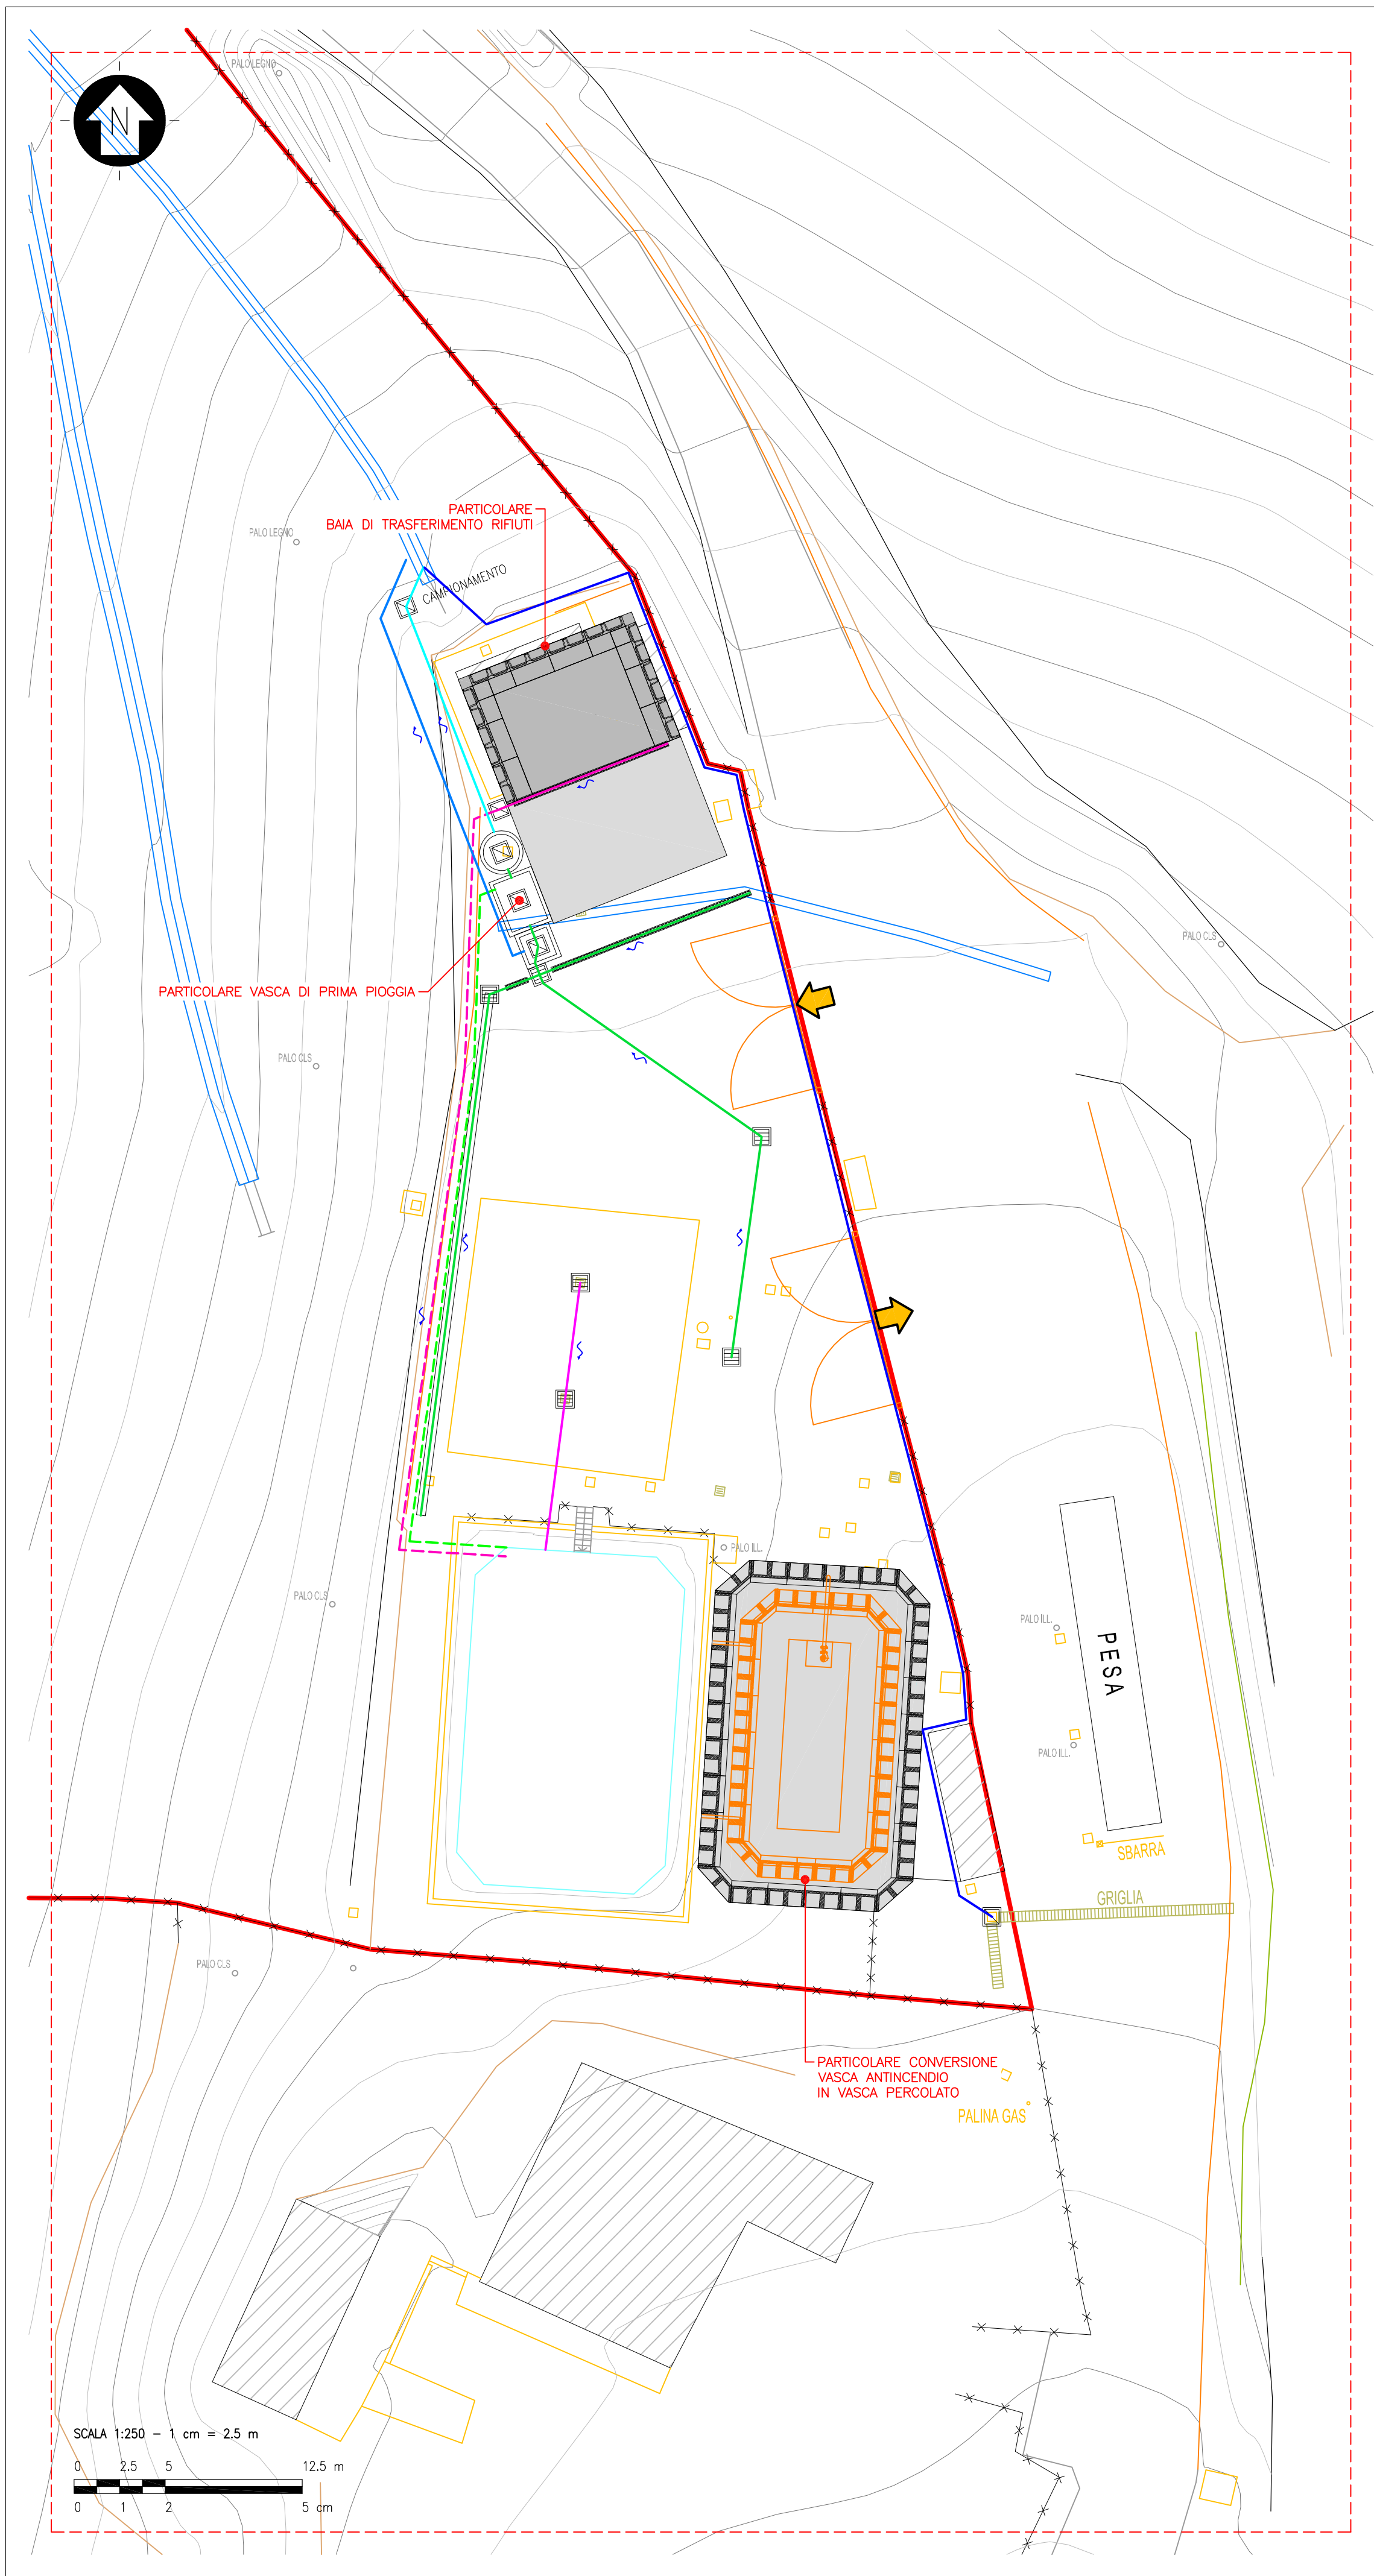 PALO LEGNO
N
PARTICOLARE
BAIA DI TRASFERIMENTO RIFIUTI
PALO LEGNO
CAMPIONAMENTO
PALO CLS
PARTICOLARE VASCA DI PRIMA PIOGGIA
PALO CLS
PALO ILL.
PALO CLS
PALO ILL.
PESA
PALO ILL.
SBARRA
GRIGLIA
PALO CLS
PARTICOLARE CONVERSIONE
VASCA ANTINCENDIO
IN VASCA PERCOLATO
PALINA GAS
SCALA 1:250 – 1 cm = 2.5 m
0 2.5 5 12.5 m
0 1 2 5 cm